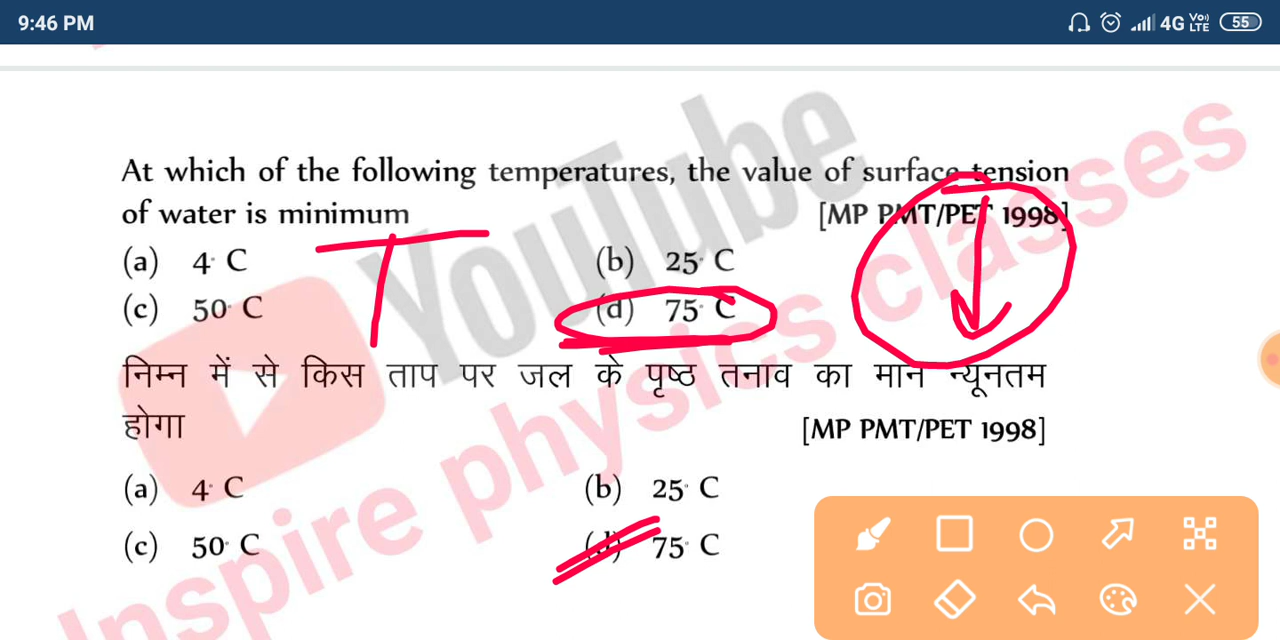 9:46 PM
4G Vo) LTE 55
At which of the following temperatures, the value of surface tension
of water is minimum [MP PMT/PET 1998]
(a) 4° C (b) 25° C
(c) 50° C (d) 75° C
निम्न में से किस ताप पर जल के पृष्ठ तनाव का मान न्यूनतम
होगा [MP PMT/PET 1998]
(a) 4° C (b) 25° C
(c) 50° C (d) 75° C
T
YouTube
Inspire physics classes